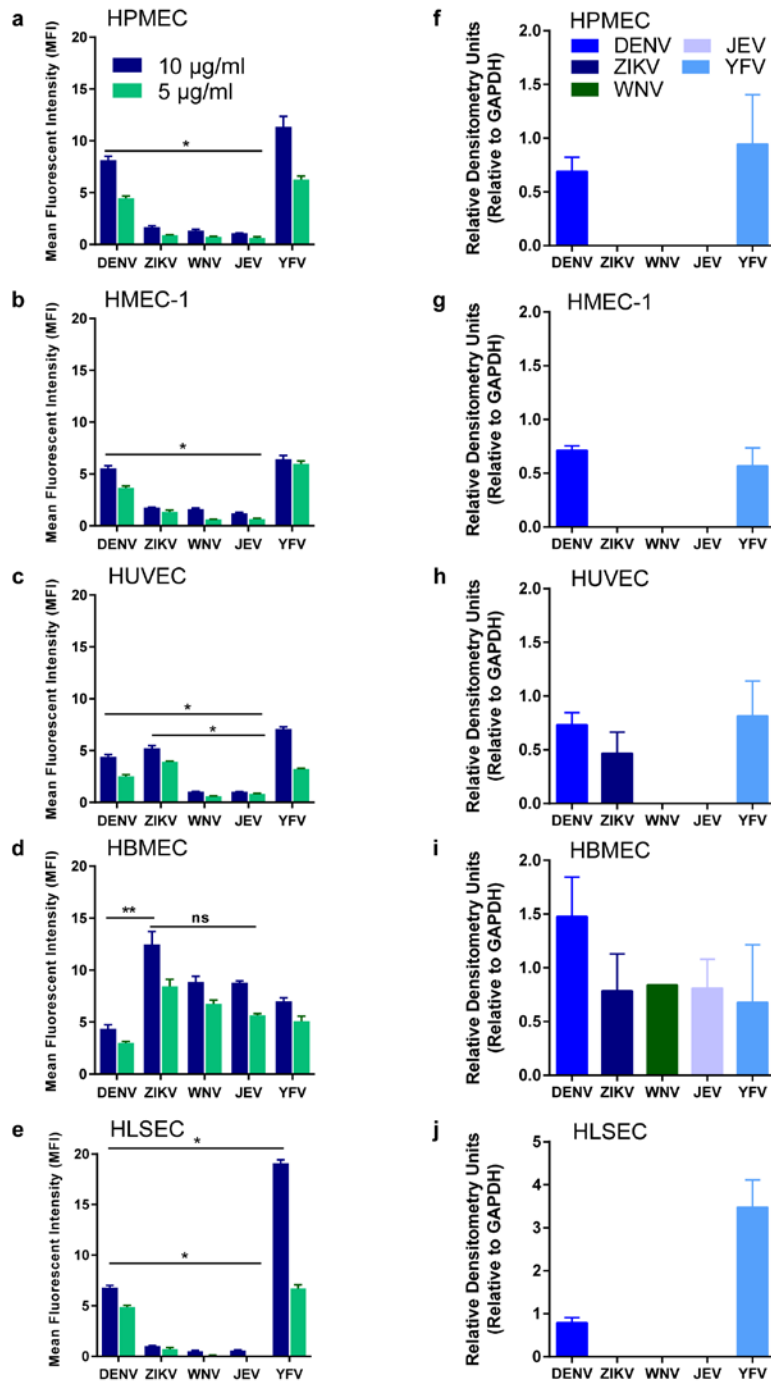 a HPMEC
Mean Fluorescent Intensity (MFI)
20
15
10
5
0
10 µg/ml
5 µg/ml
*
DENV ZIKV WNV JEV YFV
f HPMEC
Relative Densitometry Units
(Relative to GAPDH)
2.0
1.5
1.0
0.5
0.0
DENV JEV
ZIKV YFV
WNV
DENV ZIKV WNV JEV YFV
b HMEC-1
Mean Fluorescent Intensity (MFI)
20
15
10
5
0
*
DENV ZIKV WNV JEV YFV
g HMEC-1
Relative Densitometry Units
(Relative to GAPDH)
2.0
1.5
1.0
0.5
0.0
DENV ZIKV WNV JEV YFV
c HUVEC
Mean Fluorescent Intensity (MFI)
20
15
10
5
0
*
*
DENV ZIKV WNV JEV YFV
h HUVEC
Relative Densitometry Units
(Relative to GAPDH)
2.0
1.5
1.0
0.5
0.0
DENV ZIKV WNV JEV YFV
d HBMEC
Mean Fluorescent Intensity (MFI)
20
15
10
5
0
** ns
DENV ZIKV WNV JEV YFV
i HBMEC
Relative Densitometry Units
(Relative to GAPDH)
2.0
1.5
1.0
0.5
0.0
DENV ZIKV WNV JEV YFV
e HLSEC
Mean Fluorescent Intensity (MFI)
20
15
10
5
0
*
*
DENV ZIKV WNV JEV YFV
j HLSEC
Relative Densitometry Units
(Relative to GAPDH)
5
4
3
2
1
0
DENV ZIKV WNV JEV YFV